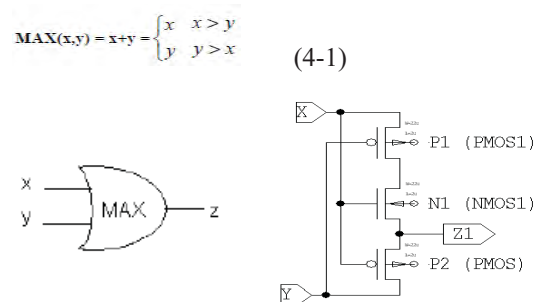 MAX(x,y) = x+y = { x x > y
y y > x
(4-1)
X
P1 (PMOS1)
x
MAX
z
N1 (NMOS1)
y
Z1
P2 (PMOS)
Y